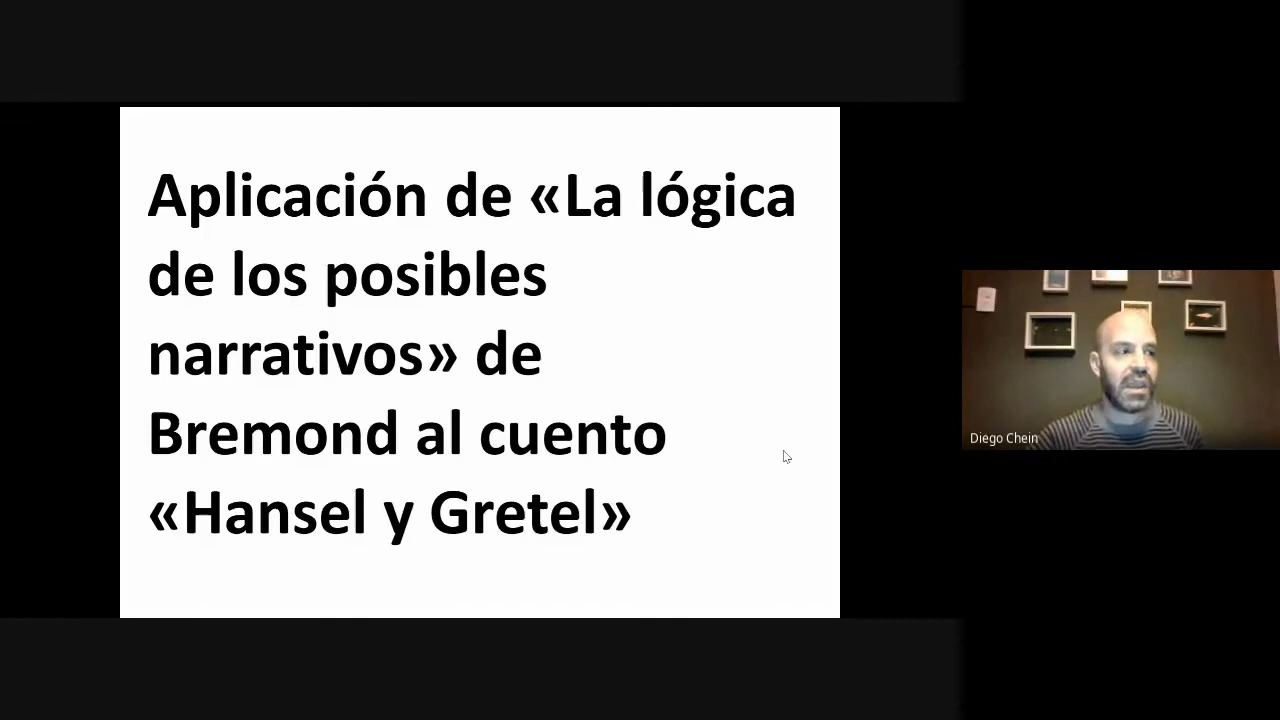 Aplicación de «La lógica
de los posibles
narrativos» de
Bremond al cuento
«Hansel y Gretel»
Diego Chein